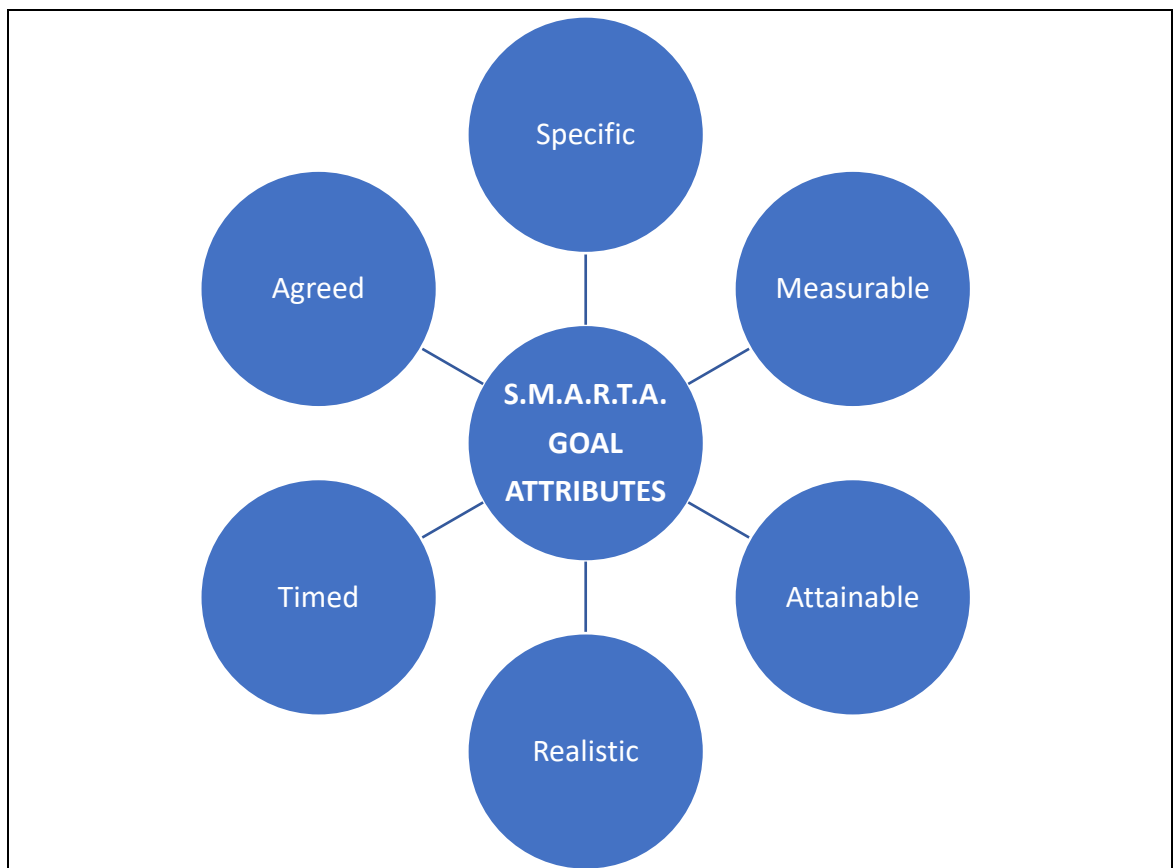 Specific
Measurable
Attainable
Realistic
Timed
Agreed
S.M.A.R.T.A.
GOAL
ATTRIBUTES